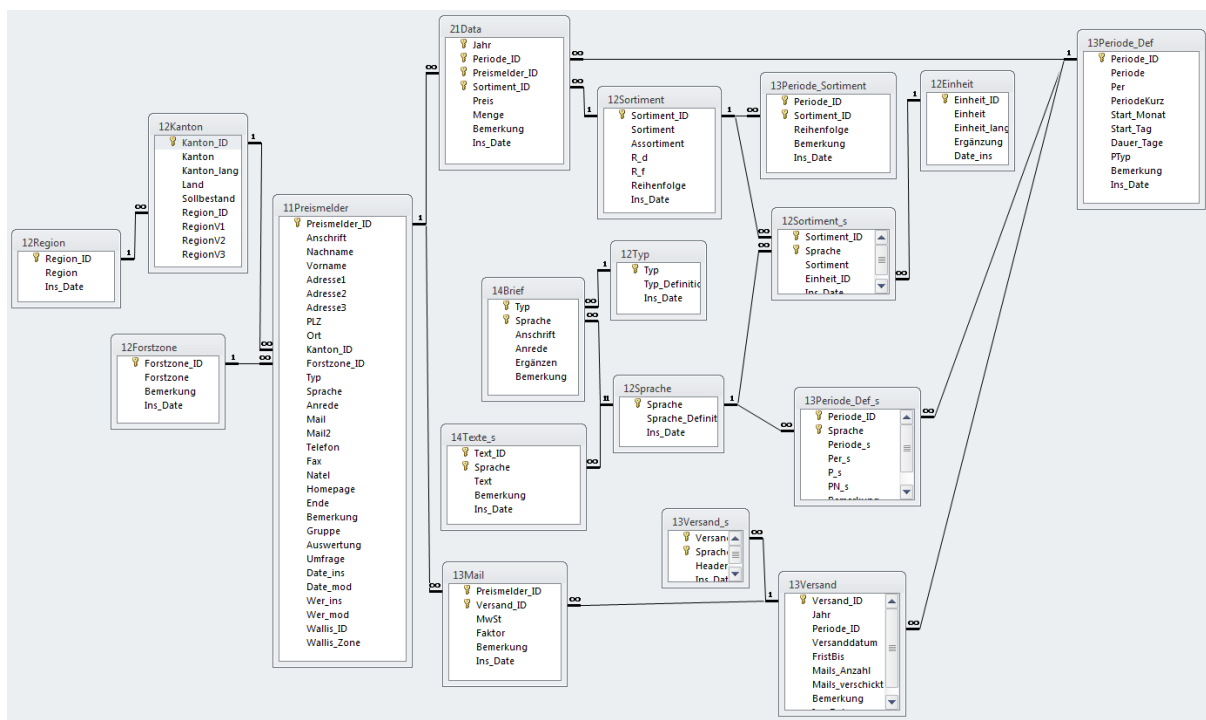 21Data
Jahr
Periode_ID
Preismelder_ID
Sortiment_ID
Preis
Menge
Bemerkung
Ins_Date
13Periode_Def
Periode_ID
Periode
Per
PeriodeKurz
Start_Monat
Start_Tag
Dauer_Tage
PTyp
Bemerkung
Ins_Date
12Sortiment
Sortiment_ID
Sortiment
Assortiment
R_d
R_f
Reihenfolge
Ins_Date
13Periode_Sortiment
Periode_ID
Sortiment_ID
Reihenfolge
Bemerkung
Ins_Date
12Einheit
Einheit_ID
Einheit
Einheit_lang
Ergänzung
Date_ins
12Kanton
Kanton_ID
Kanton
Kanton_lang
Land
Sollbestand
Region_ID
RegionV1
RegionV2
RegionV3
12Region
Region_ID
Region
Ins_Date
11Preismelder
Preismelder_ID
Anschrift
Nachname
Vorname
Adresse1
Adresse2
Adresse3
PLZ
Ort
Kanton_ID
Forstzone_ID
Typ
Sprache
Anrede
Mail
Mail2
Telefon
Fax
Natel
Homepage
Ende
Bemerkung
Gruppe
Auswertung
Umfrage
Date_ins
Date_mod
Wer_ins
Wer_mod
Wallis_ID
Wallis_Zone
12Sortiment_s
Sortiment_ID
Sprache
Sortiment
Einheit_ID
Ins_Date
12Typ
Typ
Typ_Definitic
Ins_Date
14Brief
Typ
Sprache
Anschrift
Anrede
Ergänzen
Bemerkung
12Forstzone
Forstzone_ID
Forstzone
Bemerkung
Ins_Date
12Sprache
Sprache
Sprache_Definit
Ins_Date
13Periode_Def_s
Periode_ID
Sprache
Periode_s
Per_s
P_s
PN_s
Bemerkung
14Texte_s
Text_ID
Sprache
Text
Bemerkung
Ins_Date
13Versand_s
Versand
Sprache
Header
Ins_Dat
13Mail
Preismelder_ID
Versand_ID
MwSt
Faktor
Bemerkung
Ins_Date
13Versand
Versand_ID
Jahr
Periode_ID
Versanddatum
FristBis
Mails_Anzahl
Mails_verschickt
Bemerkung